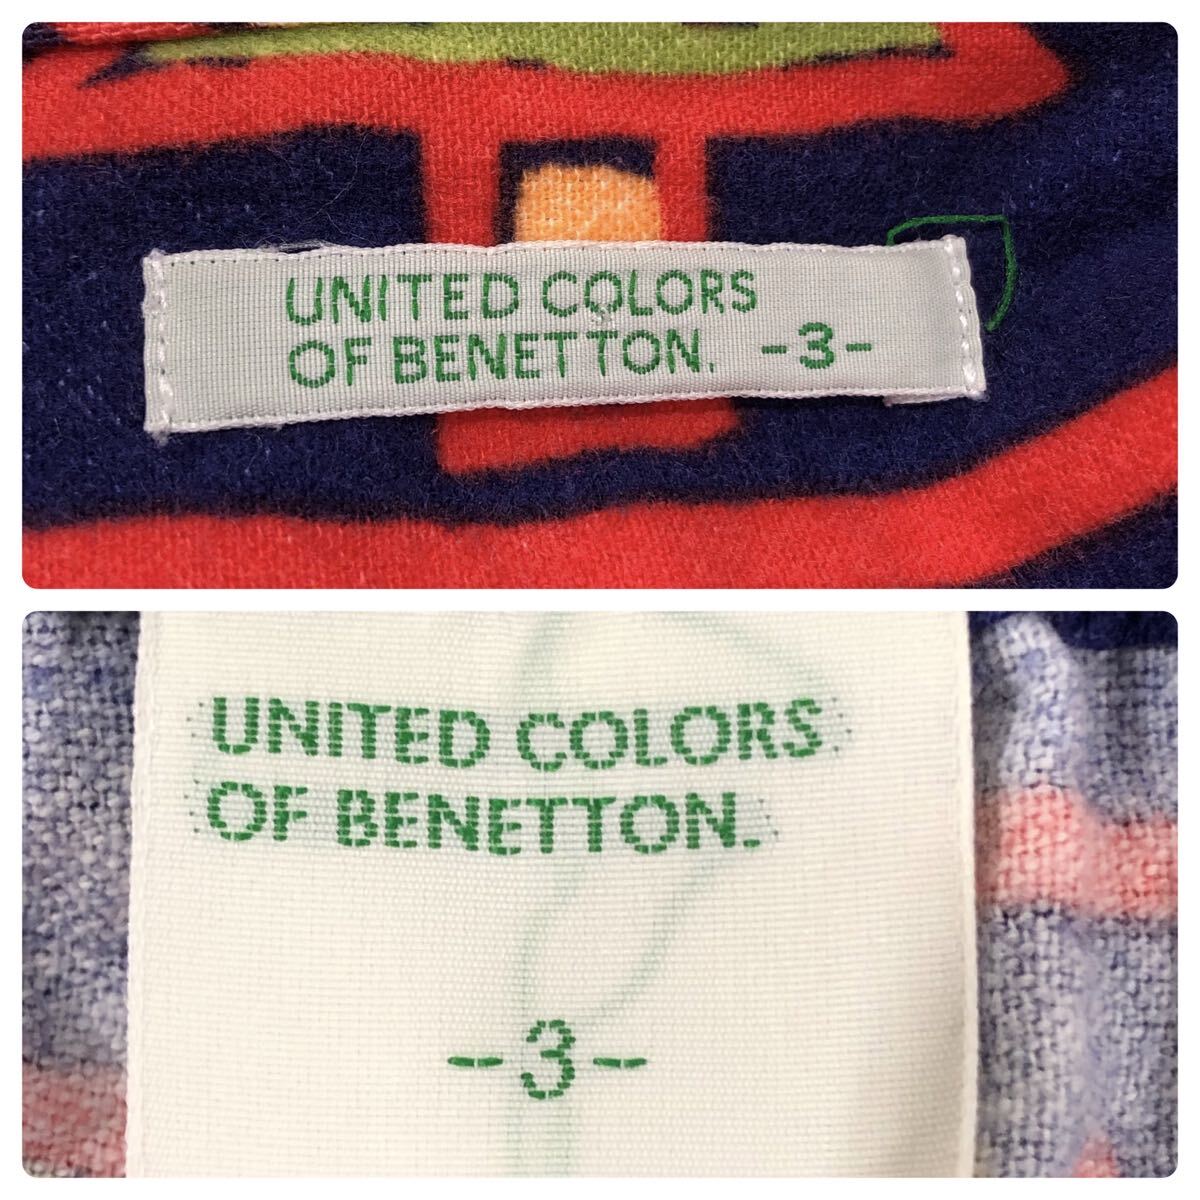 UNITED COLORS
OF BENETTON. -3-
UNITED COLORS
OF BENETTON.
-3-